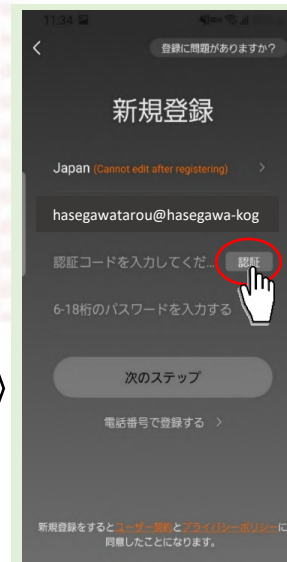 11:34
登録に問題がありますか?
新規登録
Japan (Cannot edit after registering)
hasegawatarou@hasegawa-kog
認証コードを入力してくだ... 認証
6-18桁のパスワードを入力する
次のステップ
電話番号で登録する
新規登録をするとユーザー契約とプライバシーポリシーに
同意したことになります。